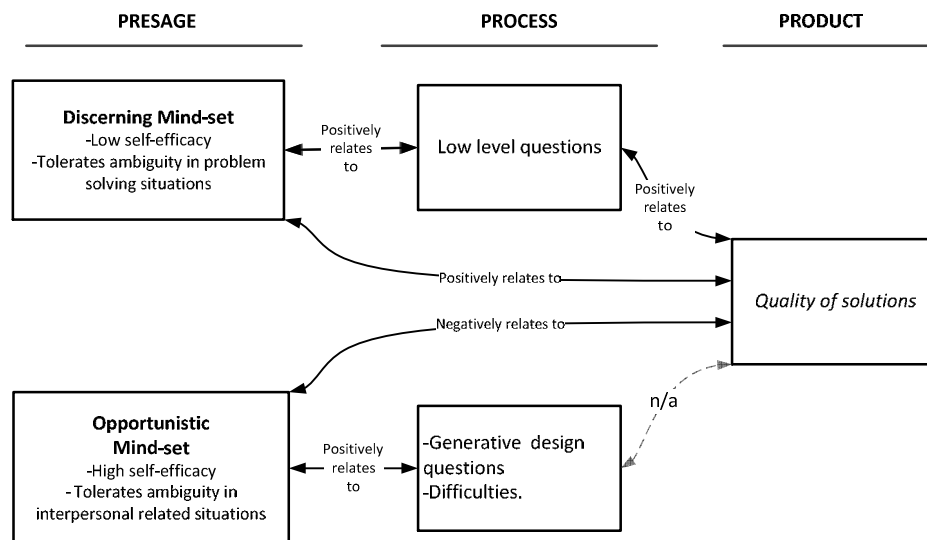 PRESAGE
PROCESS
PRODUCT
Discerning Mind-set
-Low self-efficacy
-Tolerates ambiguity in problem
solving situations
Positively
relates
to
Low level questions
Positively
relates
to
Positively relates to
Quality of solutions
Negatively relates to
Opportunistic
Mind-set
-High self-efficacy
- Tolerates ambiguity in
interpersonal related situations
Positively
relates
to
-Generative design
questions
-Difficulties.
n/a